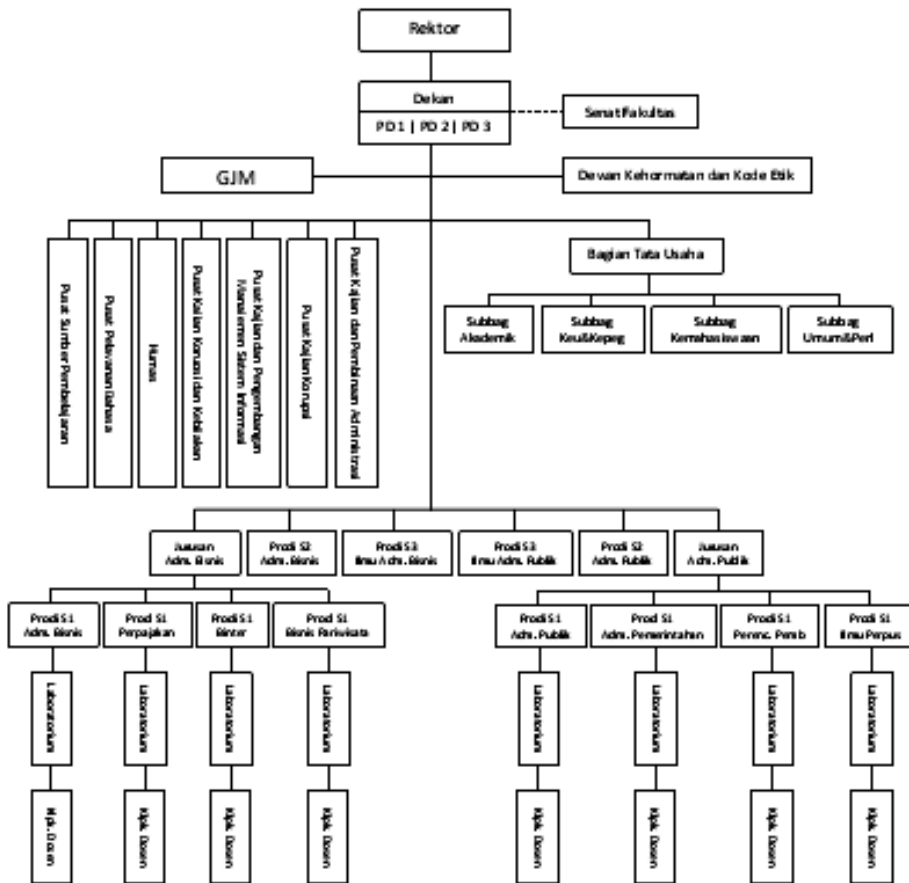 Rektor
Dekan
PD 1 | PD 2 | PD 3
Senat Fakultas
GJM
Dewan Kehormatan dan Kode Etik
Pusat Sumber Pembelajaran
Pusat Pelayanan Bahasa
Humas
Pusat Kajian Korupsi dan Kebijakan
Pusat Kajian dan Pengembangan
Manajemen Sistem Informasi
Pusat Kajian Korupsi
Pusat Kajian dan Pembinaan Administrasi
Bagian Tata Usaha
Subbag
Akademik
Subbag
Keu&Kepeg
Subbag
Kemahasiswaan
Subbag
Umum&Perl
Jurusan
Adm. Bisnis
Prodi S2
Adm. Bisnis
Prodi S3
Ilmu Adm. Bisnis
Prodi S3
Ilmu Adm. Publik
Prodi S2
Adm. Publik
Jurusan
Adm. Publik
Prodi S1
Adm. Bisnis
Prodi S1
Perpajakan
Prodi S1
Binter
Prodi S1
Bisnis Pariwisata
Prodi S1
Adm. Publik
Prodi S1
Adm. Pemerintahan
Prodi S1
Perenc. Pemb
Prodi S1
Ilmu Perpus
Laboratorium
Laboratorium
Laboratorium
Laboratorium
Laboratorium
Laboratorium
Laboratorium
Laboratorium
Klpk. Dosen
Klpk. Dosen
Klpk. Dosen
Klpk. Dosen
Klpk. Dosen
Klpk. Dosen
Klpk. Dosen
Klpk. Dosen